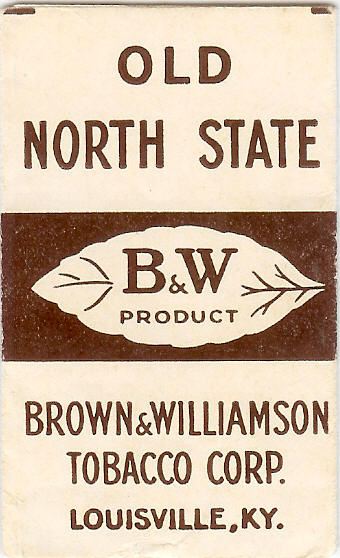 OLD
NORTH STATE
B&W
PRODUCT
BROWN&WILLIAMSON
TOBACCO CORP.
LOUISVILLE, KY.